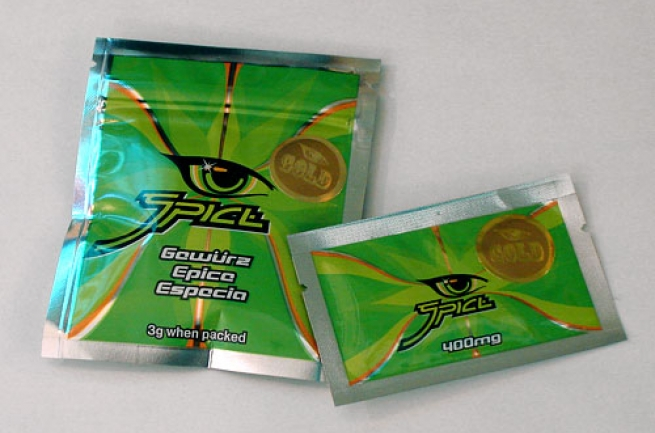 GOLD
SPICE
Gewürz
Epice
Especia
3g when packed
GOLD
SPICE
400mg